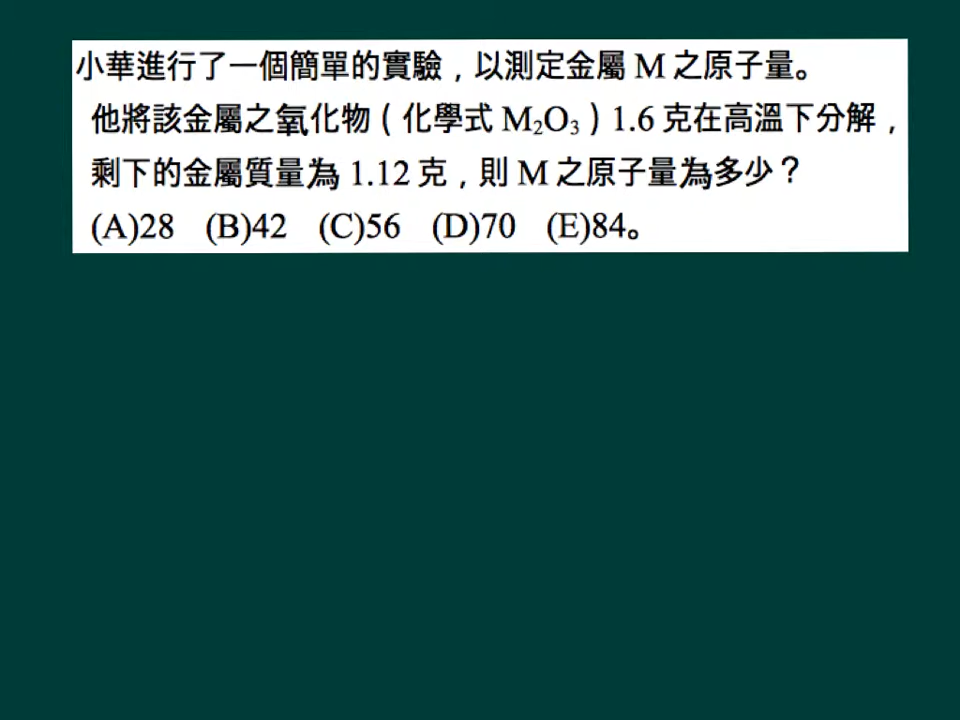 小華進行了一個簡單的實驗，以測定金屬 M 之原子量。
他將該金屬之氧化物（化學式 M₂O₃）1.6 克在高溫下分解，
剩下的金屬質量為 1.12 克，則 M 之原子量為多少？
(A)28 (B)42 (C)56 (D)70 (E)84。